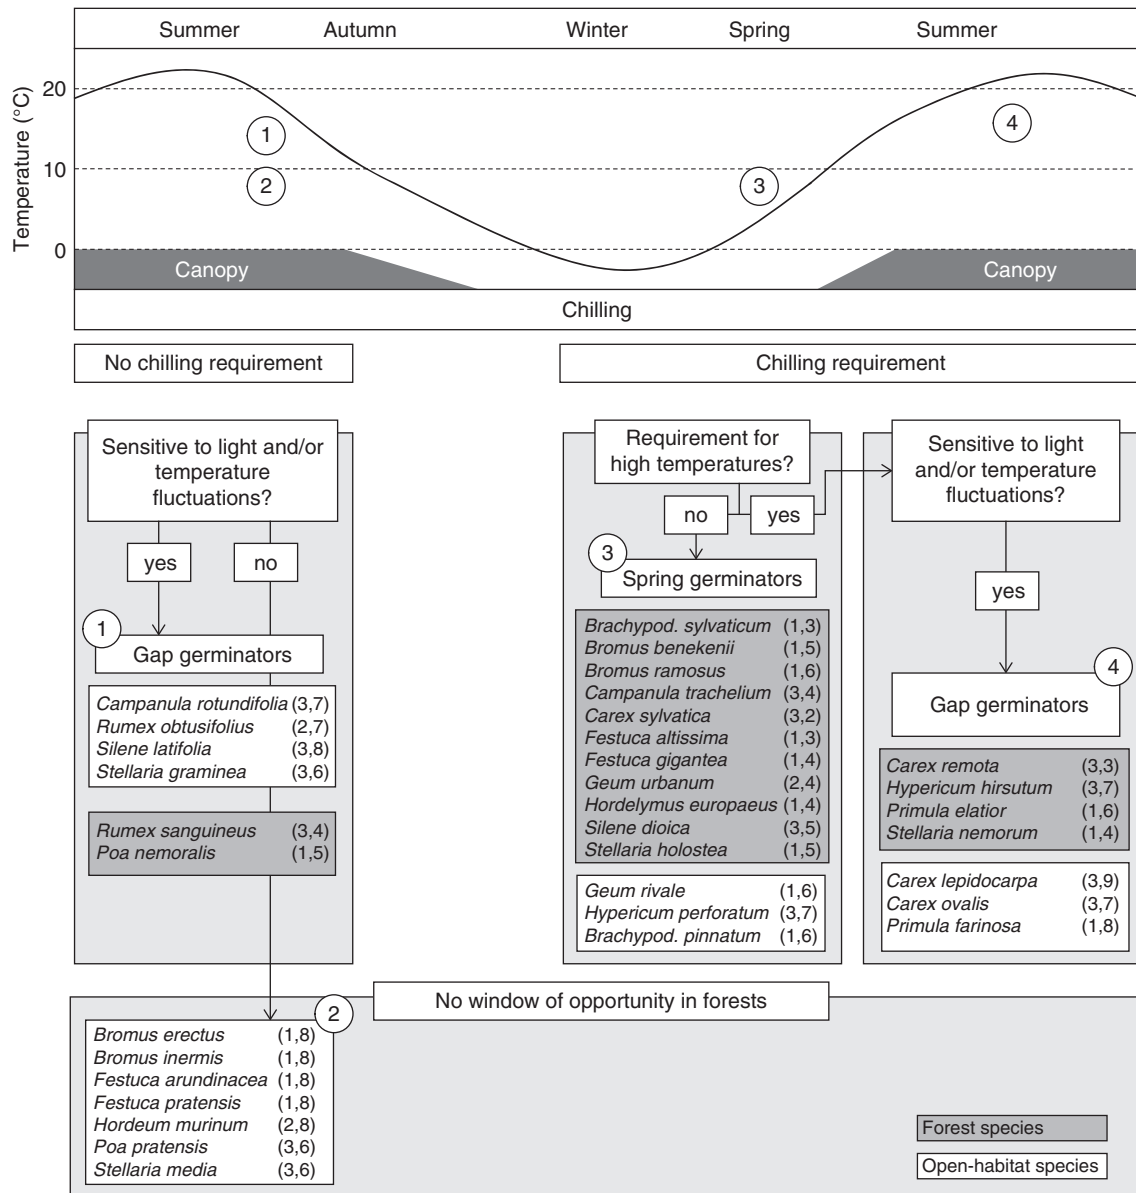 Summer Autumn Winter Spring Summer
Temperature (°C)
20
10
0
1
2
3
4
Canopy
Canopy
Chilling
No chilling requirement
Chilling requirement
Sensitive to light and/or
temperature
fluctuations?
yes
no
1
Gap germinators
Campanula rotundifolia (3,7)
Rumex obtusifolius (2,7)
Silene latifolia (3,8)
Stellaria graminea (3,6)
Rumex sanguineus (3,4)
Poa nemoralis (1,5)
Requirement for
high temperatures?
no
yes
3
Spring germinators
Brachypod. sylvaticum (1,3)
Bromus benekenii (1,5)
Bromus ramosus (1,6)
Campanula trachelium (3,4)
Carex sylvatica (3,2)
Festuca altissima (1,3)
Festuca gigantea (1,4)
Geum urbanum (2,4)
Hordelymus europaeus (1,4)
Silene dioica (3,5)
Stellaria holostea (1,5)
Geum rivale (1,6)
Hypericum perforatum (3,7)
Brachypod. pinnatum (1,6)
Sensitive to light
and/or temperature
fluctuations?
yes
4
Gap germinators
Carex remota (3,3)
Hypericum hirsutum (3,7)
Primula elatior (1,6)
Stellaria nemorum (1,4)
Carex lepidocarpa (3,9)
Carex ovalis (3,7)
Primula farinosa (1,8)
No window of opportunity in forests
2
Bromus erectus (1,8)
Bromus inermis (1,8)
Festuca arundinacea (1,8)
Festuca pratensis (1,8)
Hordeum murinum (2,8)
Poa pratensis (3,6)
Stellaria media (3,6)
Forest species
Open-habitat species